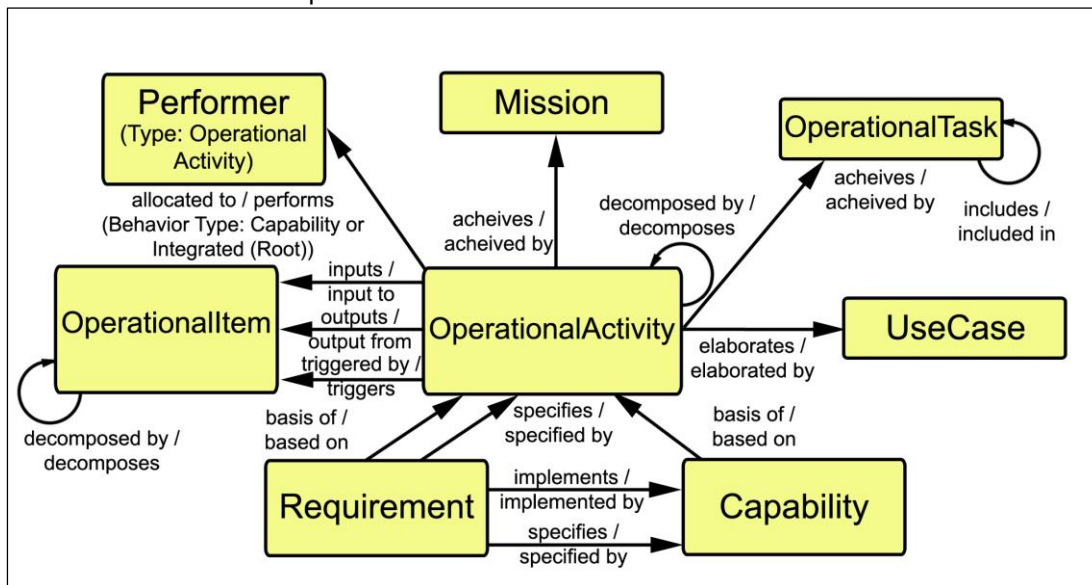 Performer
(Type: Operational
Activity)
Mission
OperationalTask
allocated to / performs
(Behavior Type: Capability or
Integrated (Root))
acheives /
acheived by
decomposed by /
decomposes
acheives /
acheived by
includes /
included in
OperationalItem
inputs /
input to
outputs /
output from
triggered by /
triggers
OperationalActivity
UseCase
elaborates /
elaborated by
decomposed by /
decomposes
basis of /
based on
specifies /
specified by
basis of /
based on
Requirement
implements /
implemented by
specifies /
specified by
Capability